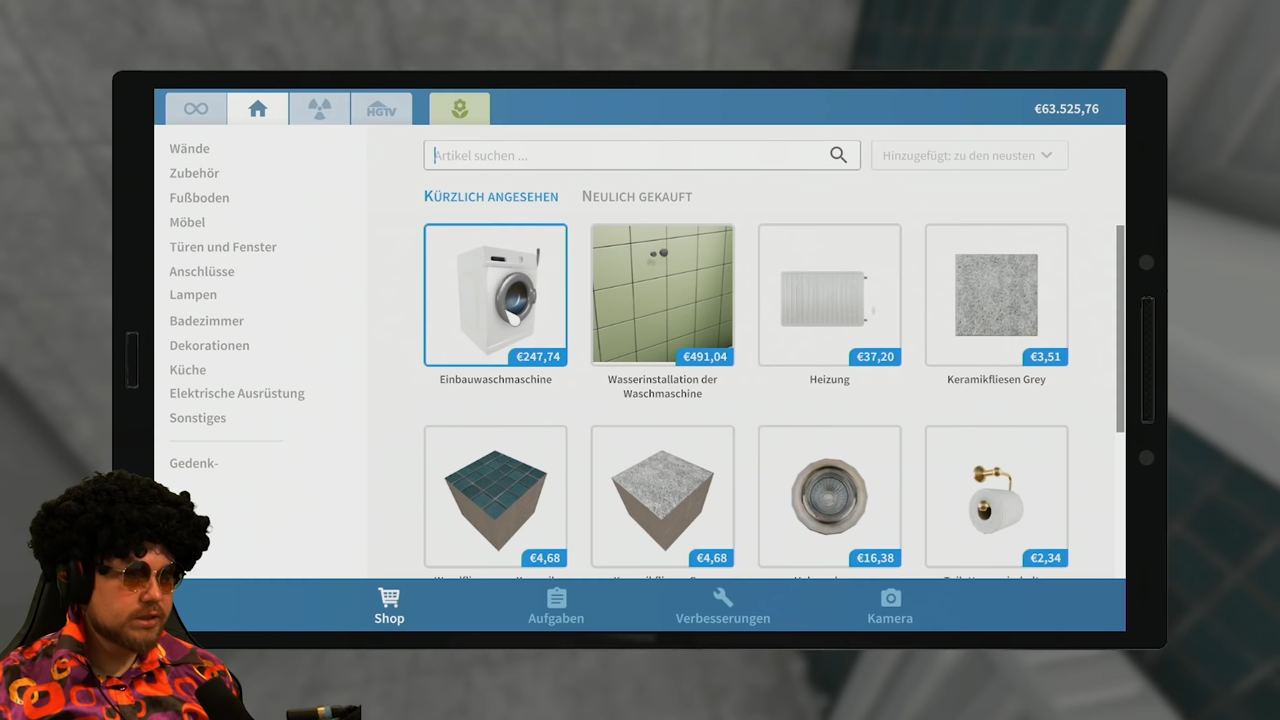 HGTV
€63.525,76
Wände
Zubehör
Fußboden
Möbel
Türen und Fenster
Anschlüsse
Lampen
Badezimmer
Dekorationen
Küche
Elektrische Ausrüstung
Sonstiges
Gedenk-
Artikel suchen ...
Hinzugefügt: zu den neusten
KÜRZLICH ANGESEHEN
NEULICH GEKAUFT
€247,74
Einbauwaschmaschine
€491,04
Wasserinstallation der
Waschmaschine
€37,20
Heizung
€3,51
Keramikfliesen Grey
€4,68
€4,68
€16,38
€2,34
Shop
Aufgaben
Verbesserungen
Kamera